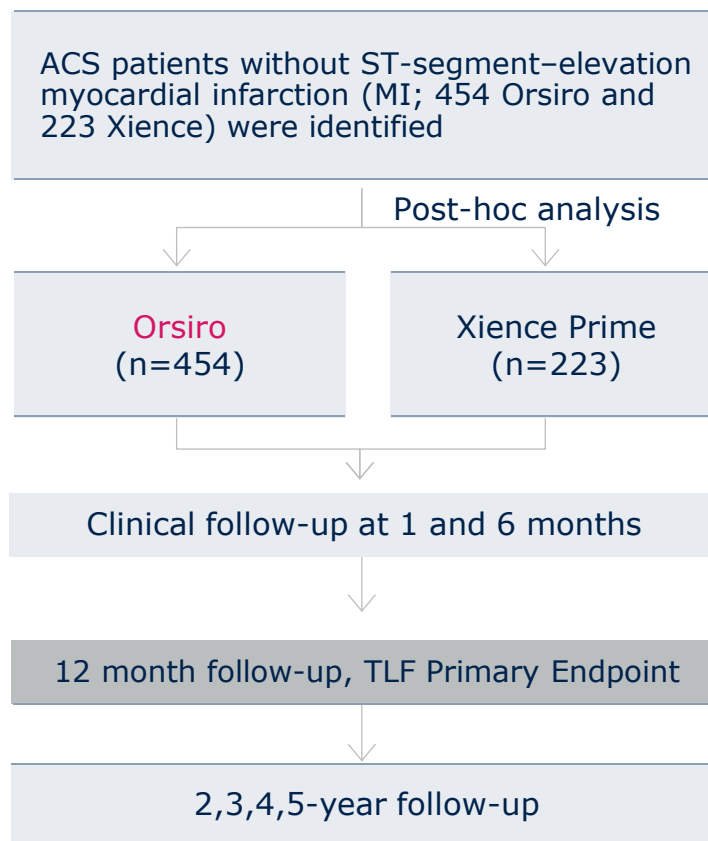 ACS patients without ST-segment–elevation
myocardial infarction (MI; 454 Orsiro and
223 Xience) were identified
Post-hoc analysis
Orsiro
(n=454)
Xience Prime
(n=223)
Clinical follow-up at 1 and 6 months
12 month follow-up, TLF Primary Endpoint
2,3,4,5-year follow-up